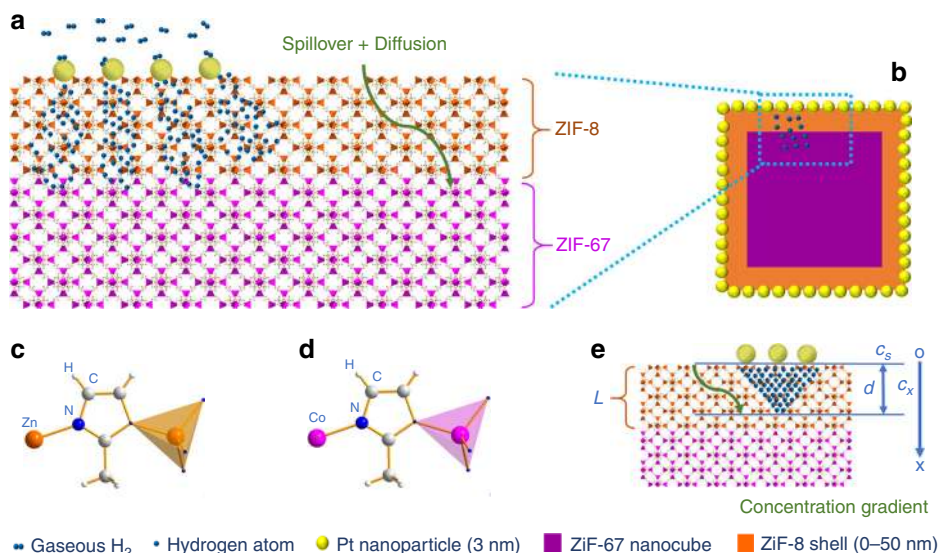 a
Spillover + Diffusion
b
ZIF-8
ZIF-67
c
H
C
N
Zn
d
H
C
N
Co
e
c_s
O
L
d
c_x
x
Concentration gradient
Gaseous H₂
Hydrogen atom
Pt nanoparticle (3 nm)
ZiF-67 nanocube
ZiF-8 shell (0–50 nm)